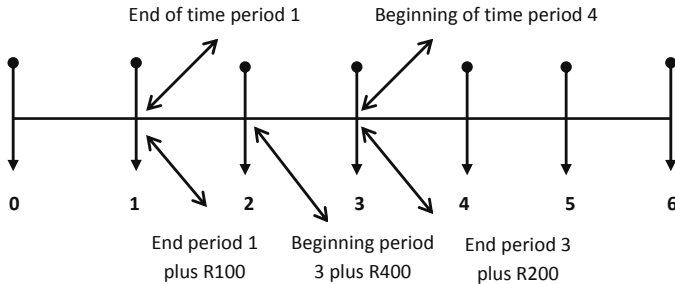 End of time period 1
Beginning of time period 4
0
1
2
3
4
5
6
End period 1
plus R100
Beginning period
3 plus R400
End period 3
plus R200